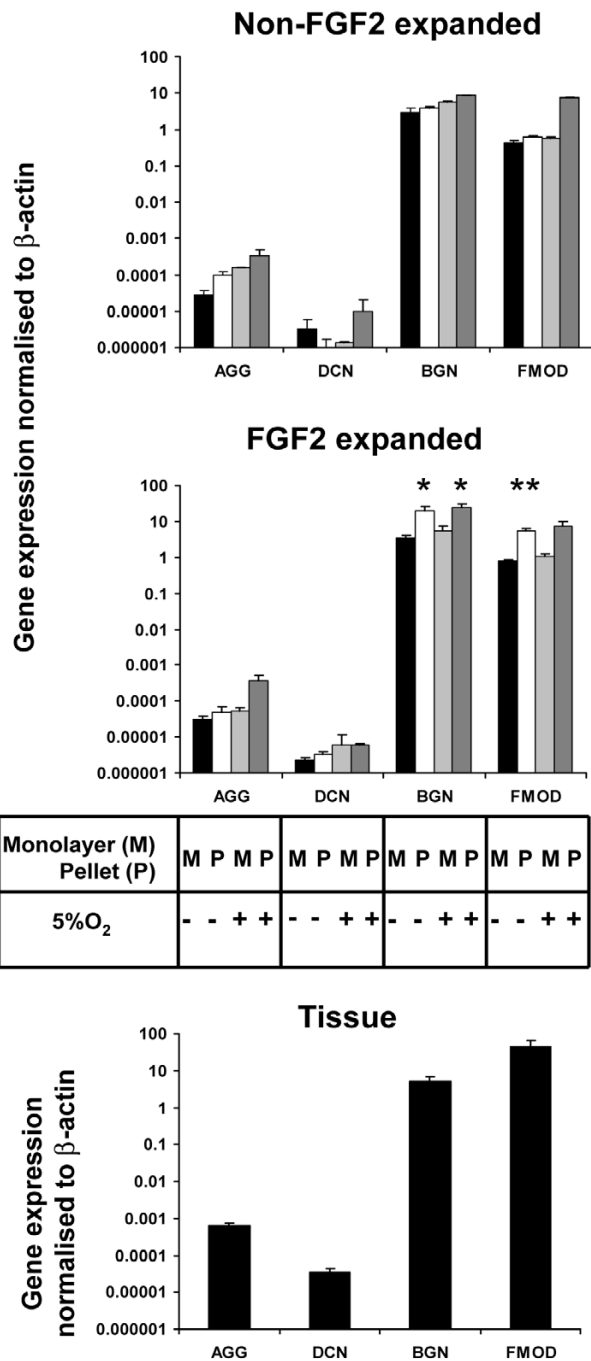 Non-FGF2 expanded
Gene expression normalised to β-actin
100
10
1
0.1
0.01
0.001
0.0001
0.00001
0.000001
AGG DCN BGN FMOD
FGF2 expanded
* * **
100
10
1
0.1
0.01
0.001
0.0001
0.00001
0.000001
AGG DCN BGN FMOD
Monolayer (M) M P M P M P M P M P M P M P M P
Pellet (P)
5%O₂ - - + + - - + + - - + + - - + +
Tissue
Gene expression
normalised to β-actin
100
10
1
0.1
0.01
0.001
0.0001
0.00001
0.000001
AGG DCN BGN FMOD